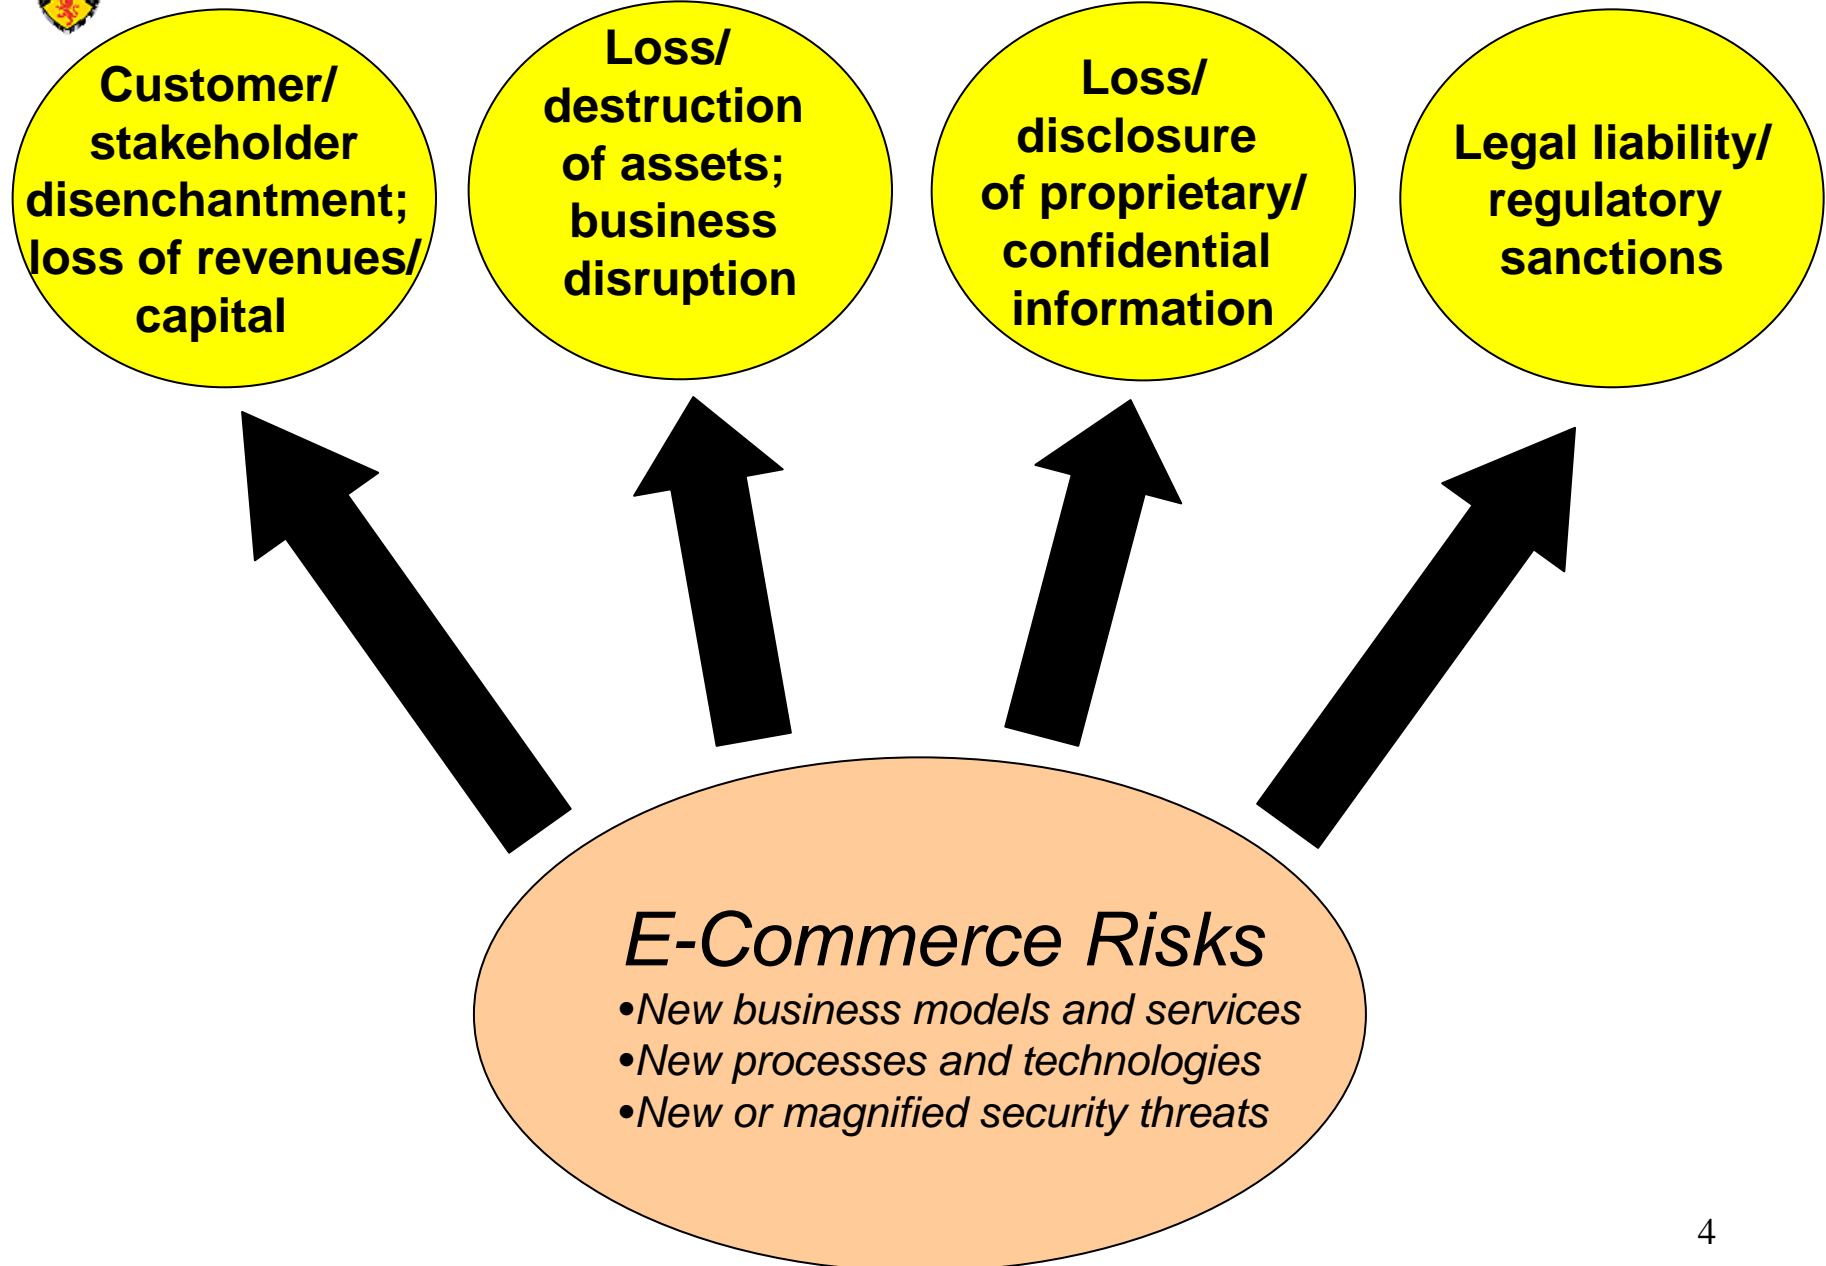 Customer/
stakeholder
disenchantment;
loss of revenues/
capital
Loss/
destruction
of assets;
business
disruption
Loss/
disclosure
of proprietary/
confidential
information
Legal liability/
regulatory
sanctions
E-Commerce Risks
•New business models and services
•New processes and technologies
•New or magnified security threats
4